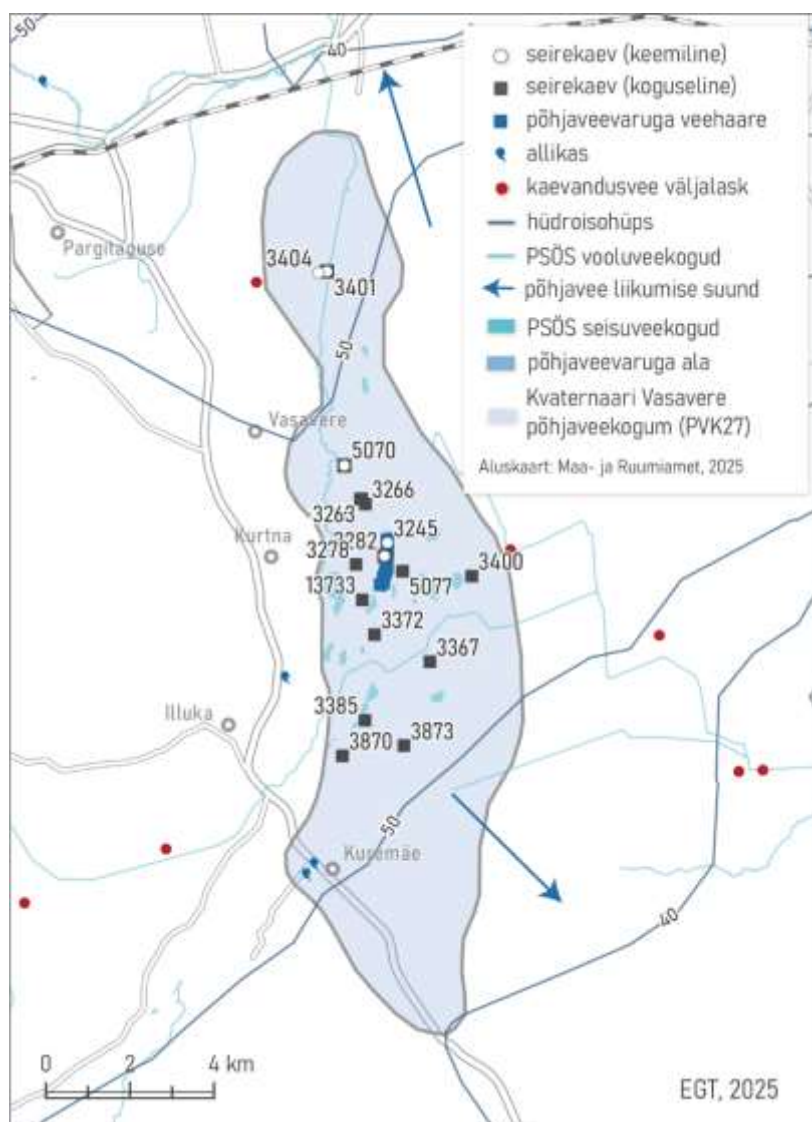 50
40
seirekaev (keemiline)
seirekaev (koguseline)
põhjaveevaruga veehaare
allikas
kaevandusvee väljalask
hüdroisohüps
PSÖS vooluveekogud
põhjavee liikumise suund
PSÖS seisuveekogud
põhjaveevaruga ala
Kvaternaari Vasavere
põhjaveekogum (PVK27)
Aluskaart: Maa- ja Ruumiamet, 2025
Pargitaguse
3404
3401
50
Vasavere
5070
3266
3263
3245
Kurtna
3282
3278
3400
13733
5077
3372
3367
Illuka
3385
3870
3873
50
Kuremäe
40
0 2 4 km
EGT, 2025